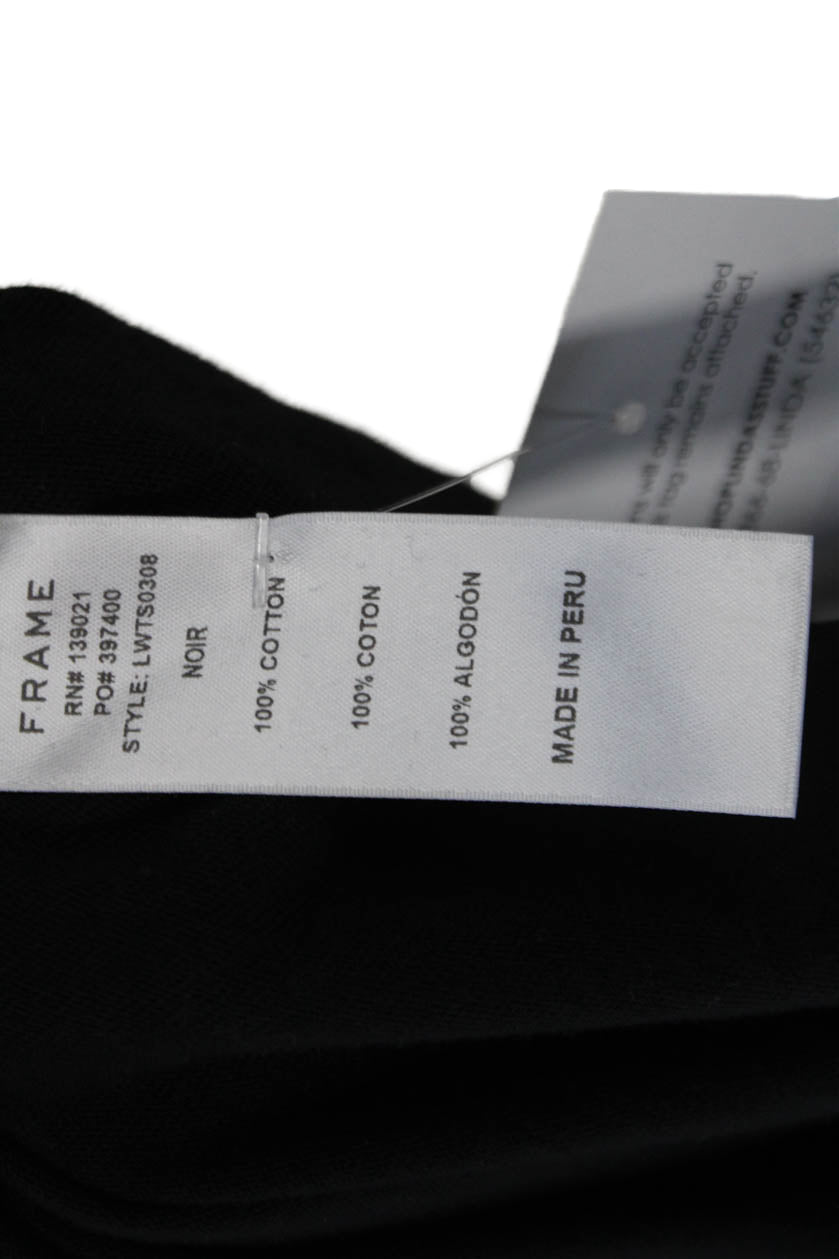 FRAME
RN# 139021
PO# 397400
STYLE: LWTS0308
NOIR
100% COTTON
100% COTON
100% ALGODÓN
MADE IN PERU
will only be accepted
tag remains attached.